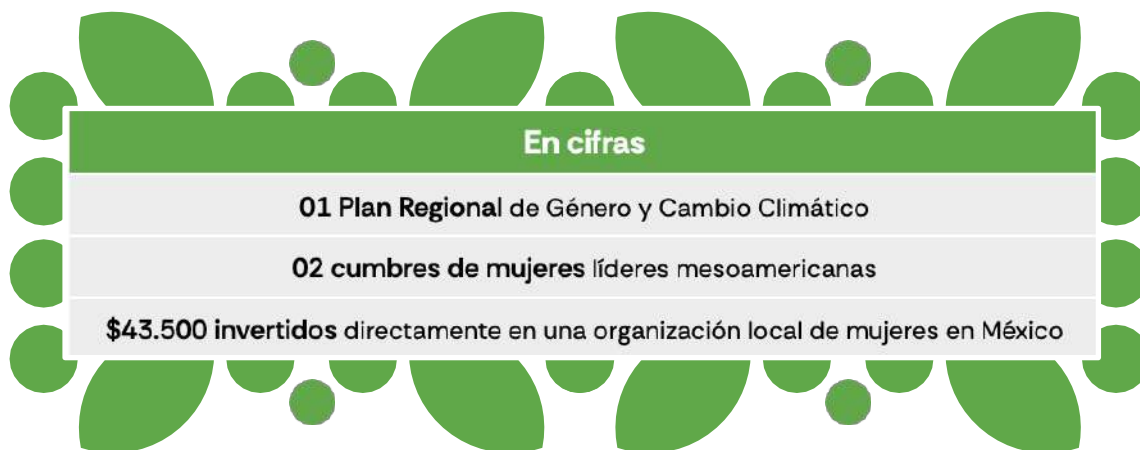 En cifras
01 Plan Regional de Género y Cambio Climático
02 cumbres de mujeres líderes mesoamericanas
$43.500 invertidos directamente en una organización local de mujeres en México